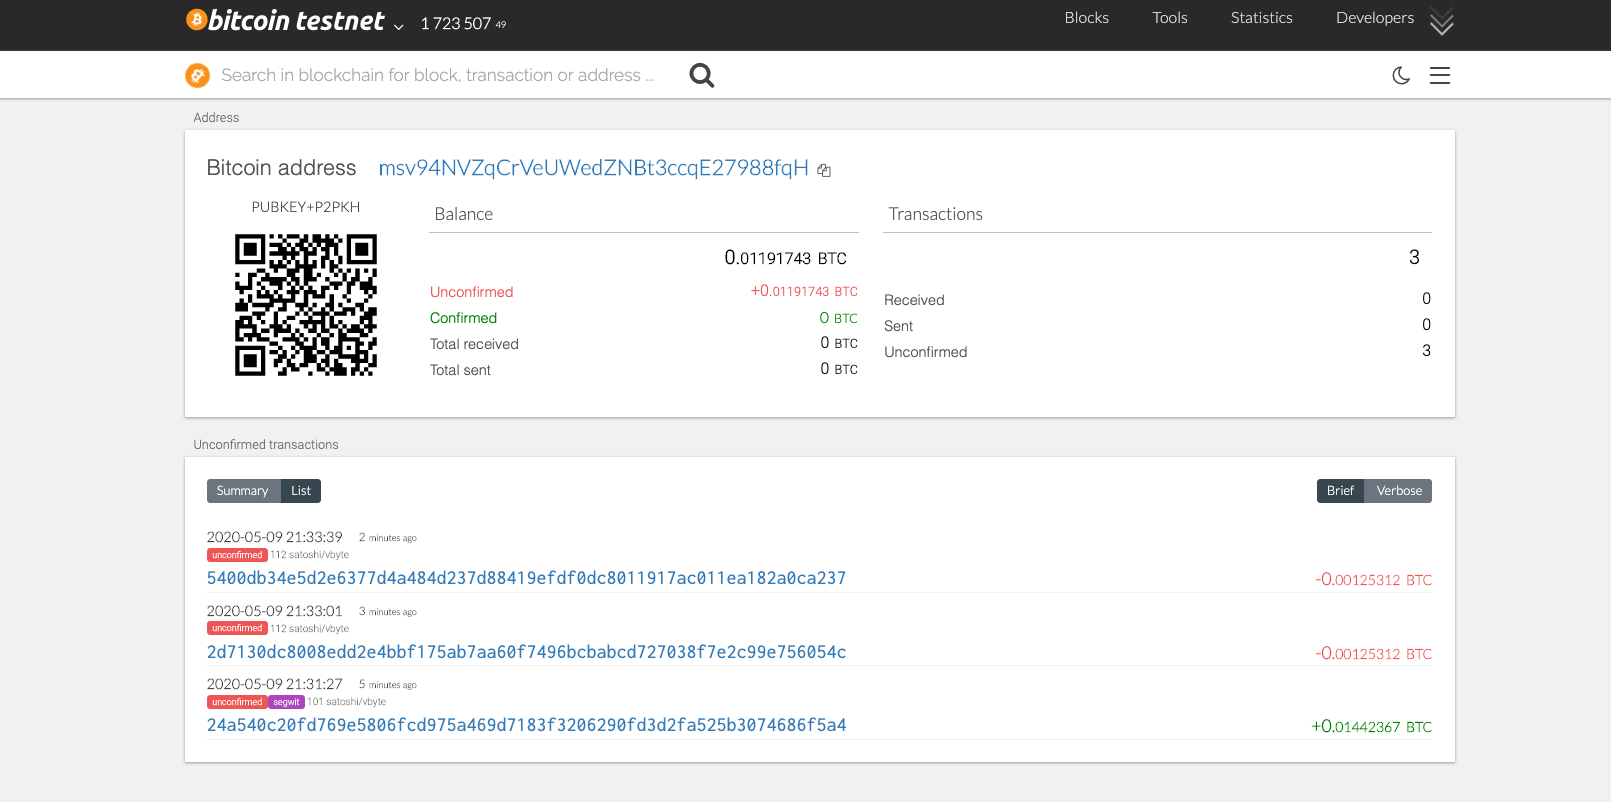 bitcoin testnet 1 723 507 49 Blocks Tools Statistics Developers
Search in blockchain for block, transaction or address ...
Address
Bitcoin address msv94NVZqCrVeUWedZNBt3ccqE27988fqH
PUBKEY+P2PKH Balance Transactions
0.01191743 BTC 3
Unconfirmed +0.01191743 BTC
Received 0
Confirmed 0 BTC
Sent 0
Total received 0 BTC
Unconfirmed 3
Total sent 0 BTC
Unconfirmed transactions
Summary List Brief Verbose
2020-05-09 21:33:39 2 minutes ago
unconfirmed 112 satoshi/vbyte
5400db34e5d2e6377d4a484d237d88419efdf0dc8011917ac011ea182a0ca237 -0.00125312 BTC
2020-05-09 21:33:01 3 minutes ago
unconfirmed 112 satoshi/vbyte
2d7130dc8008edd2e4bbf175ab7aa60f7496bcbabcd727038f7e2c99e756054c -0.00125312 BTC
2020-05-09 21:31:27 5 minutes ago
unconfirmed segwit 101 satoshi/vbyte
24a540c20fd769e5806fcd975a469d7183f3206290fd3d2fa525b3074686f5a4 +0.01442367 BTC